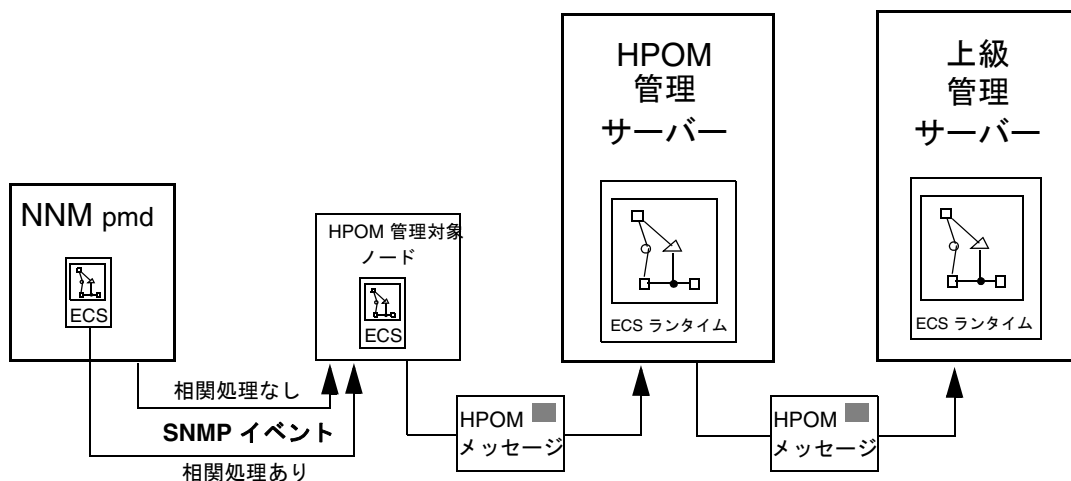 NNM pmd
ECS
HPOM 管理対象
ノード
ECS
HPOM
管理
サーバー
ECS ランタイム
上級
管理
サーバー
ECS ランタイム
相関処理なし
SNMP イベント
相関処理あり
HPOM
メッセージ
HPOM
メッセージ